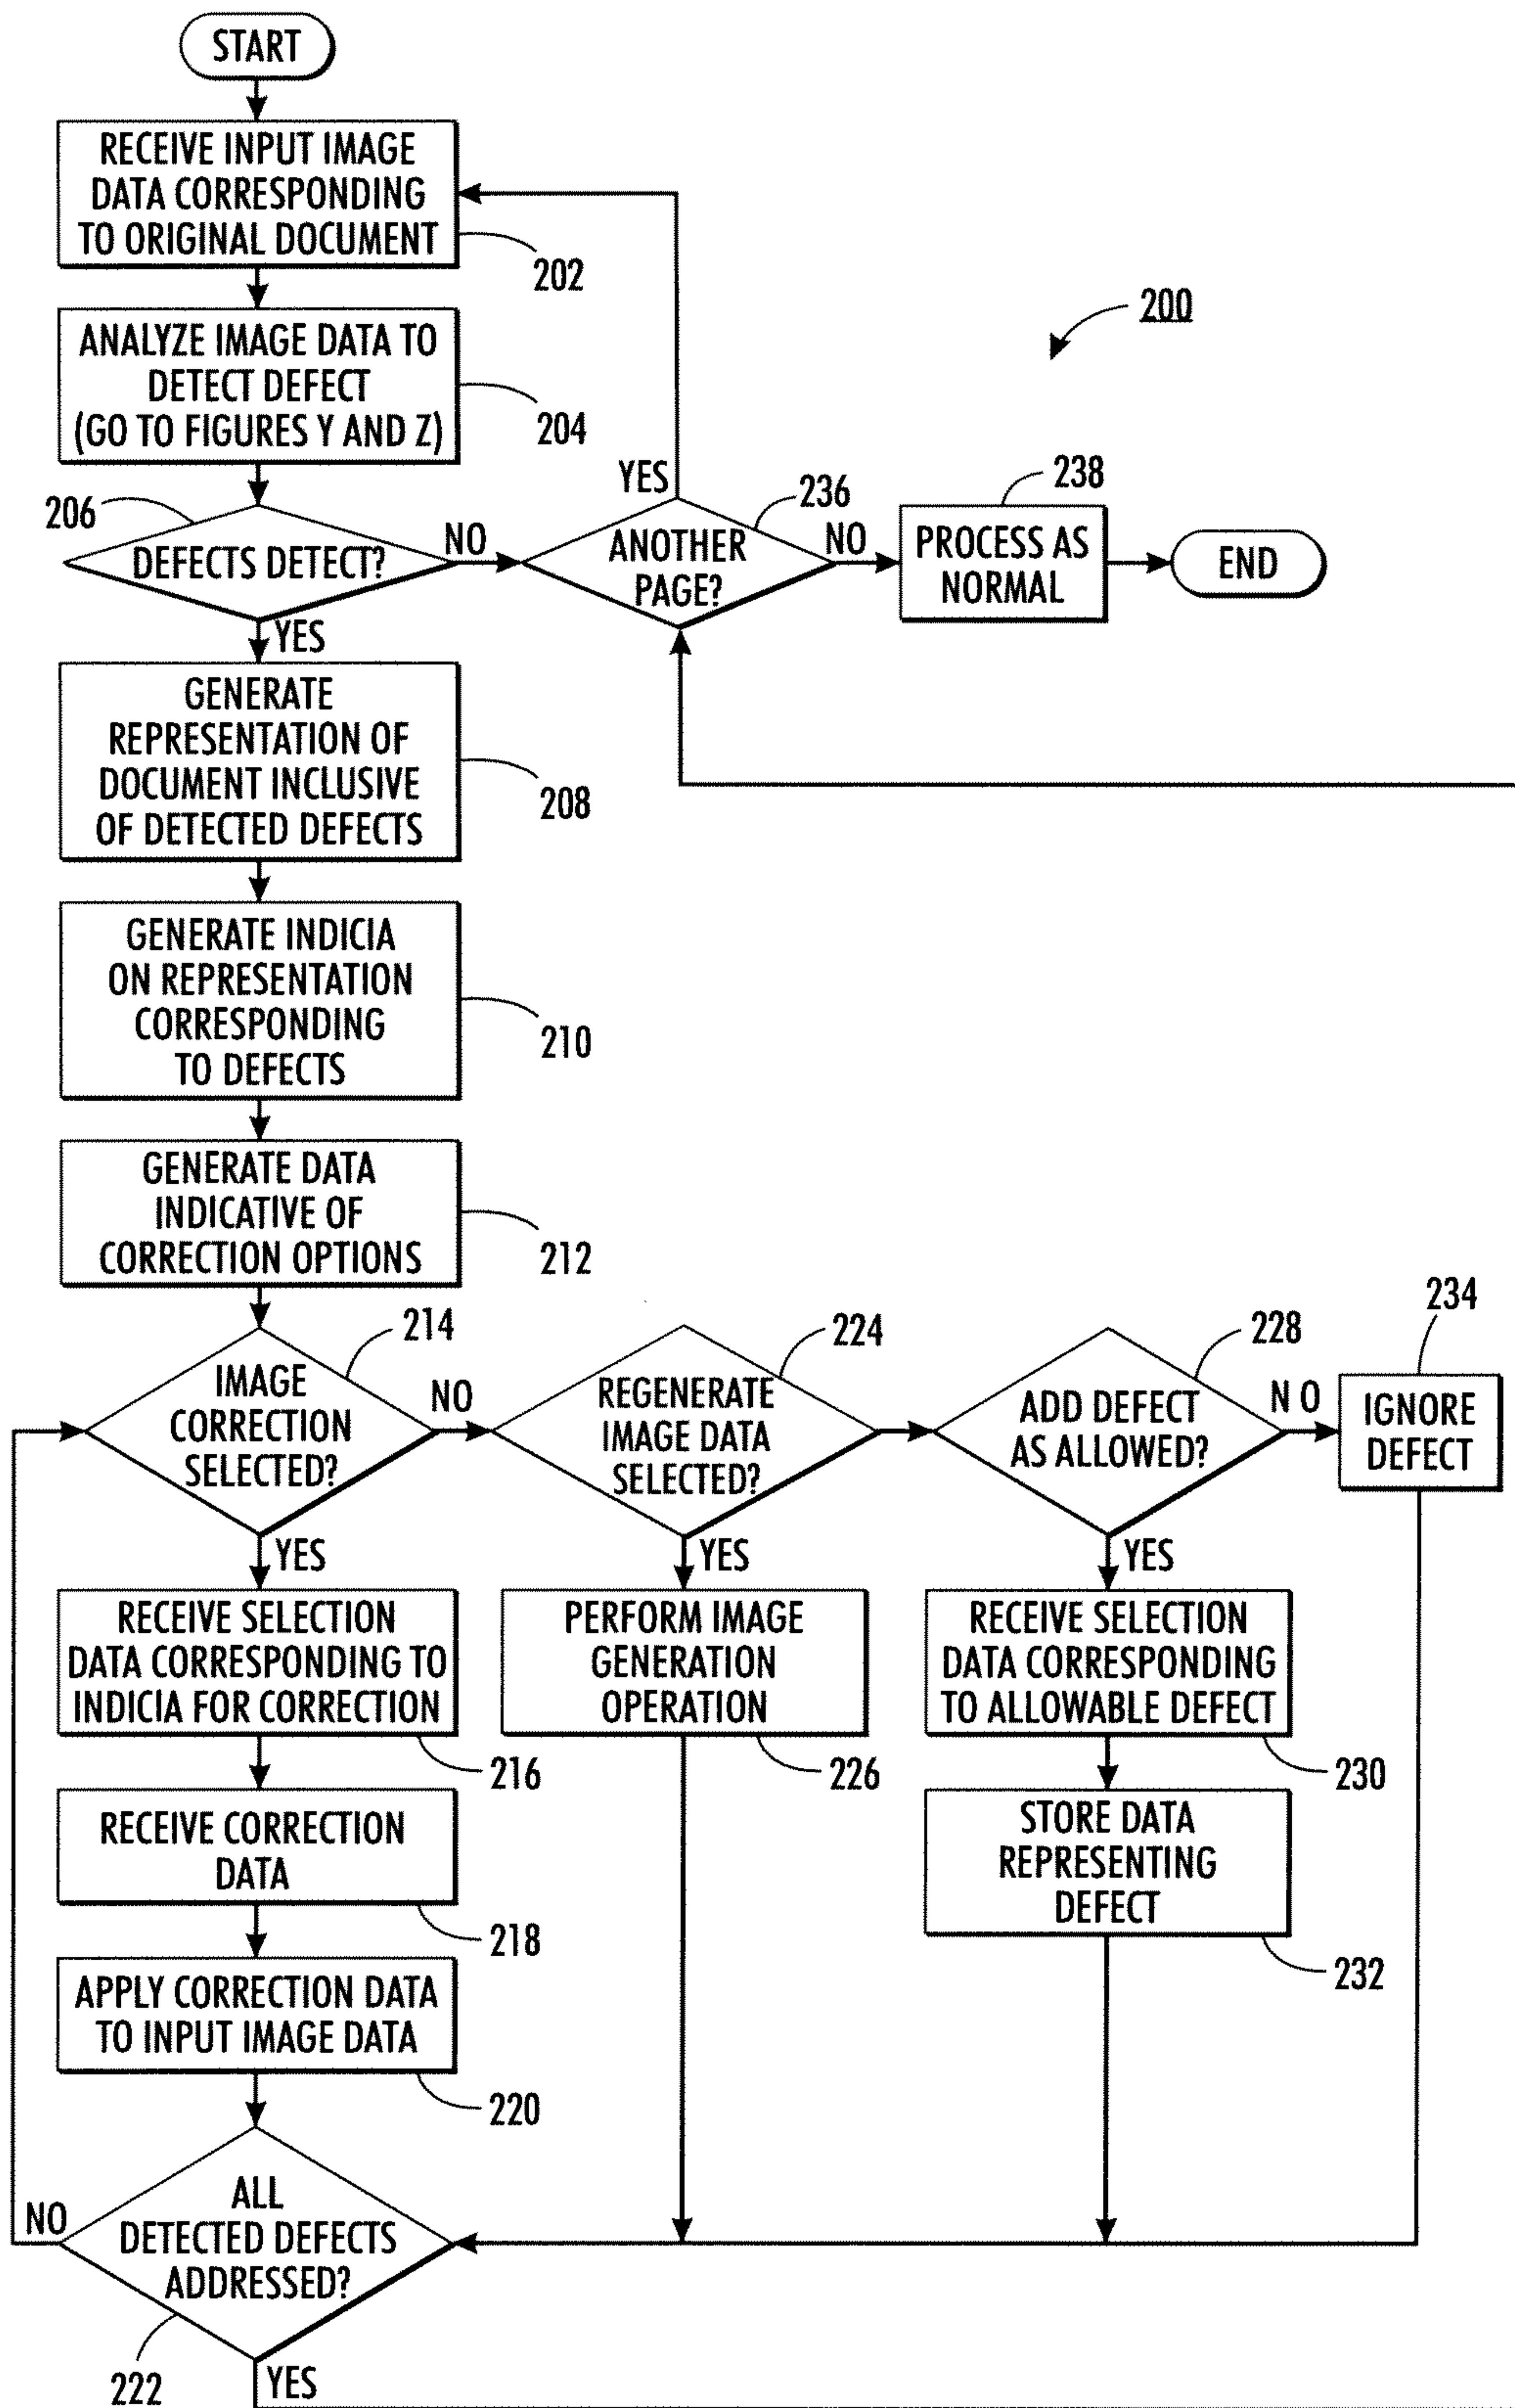 START
RECEIVE INPUT IMAGE
DATA CORRESPONDING
TO ORIGINAL DOCUMENT
202
200
ANALYZE IMAGE DATA TO
DETECT DEFECT
(GO TO FIGURES Y AND Z)
204
206
DEFECTS DETECT?
NO
YES
236
ANOTHER
PAGE?
NO
238
PROCESS AS
NORMAL
END
YES
GENERATE
REPRESENTATION OF
DOCUMENT INCLUSIVE
OF DETECTED DEFECTS
208
GENERATE INDICIA
ON REPRESENTATION
CORRESPONDING
TO DEFECTS
210
GENERATE DATA
INDICATIVE OF
CORRECTION OPTIONS
212
214
IMAGE
CORRECTION
SELECTED?
NO
224
REGENERATE
IMAGE DATA
SELECTED?
228
ADD DEFECT
AS ALLOWED?
N O
234
IGNORE
DEFECT
YES
RECEIVE SELECTION
DATA CORRESPONDING TO
INDICIA FOR CORRECTION
216
YES
PERFORM IMAGE
GENERATION
OPERATION
226
YES
RECEIVE SELECTION
DATA CORRESPONDING
TO ALLOWABLE DEFECT
230
RECEIVE CORRECTION
DATA
218
STORE DATA
REPRESENTING
DEFECT
232
APPLY CORRECTION DATA
TO INPUT IMAGE DATA
220
NO
ALL
DETECTED DEFECTS
ADDRESSED?
222
YES